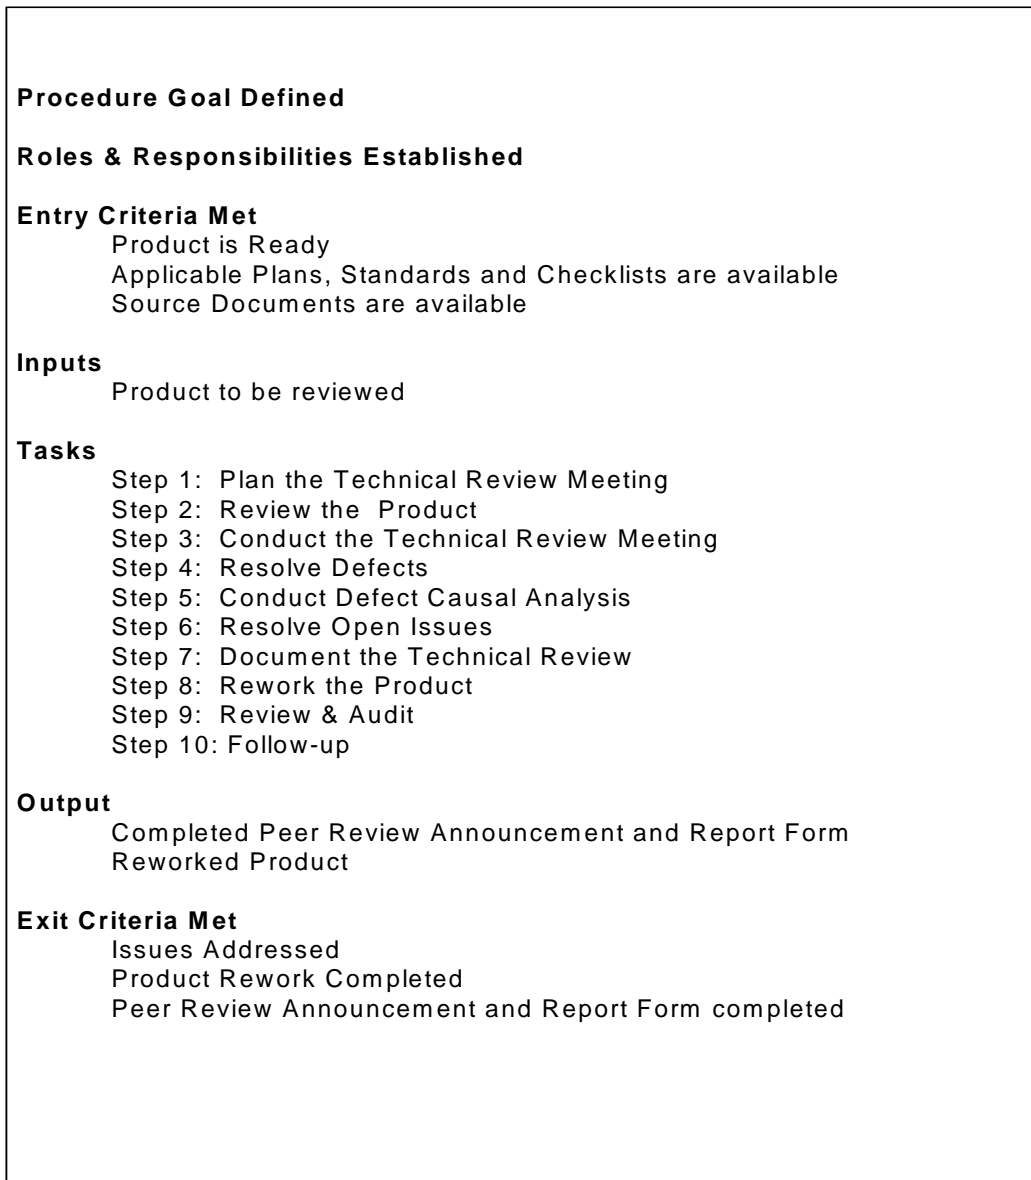 Procedure Goal Defined
Roles & Responsibilities Established
Entry Criteria Met
Product is Ready
Applicable Plans, Standards and Checklists are available
Source Documents are available
Inputs
Product to be reviewed
Tasks
Step 1: Plan the Technical Review Meeting
Step 2: Review the Product
Step 3: Conduct the Technical Review Meeting
Step 4: Resolve Defects
Step 5: Conduct Defect Causal Analysis
Step 6: Resolve Open Issues
Step 7: Document the Technical Review
Step 8: Rework the Product
Step 9: Review & Audit
Step 10: Follow-up
Output
Completed Peer Review Announcement and Report Form
Reworked Product
Exit Criteria Met
Issues Addressed
Product Rework Completed
Peer Review Announcement and Report Form completed